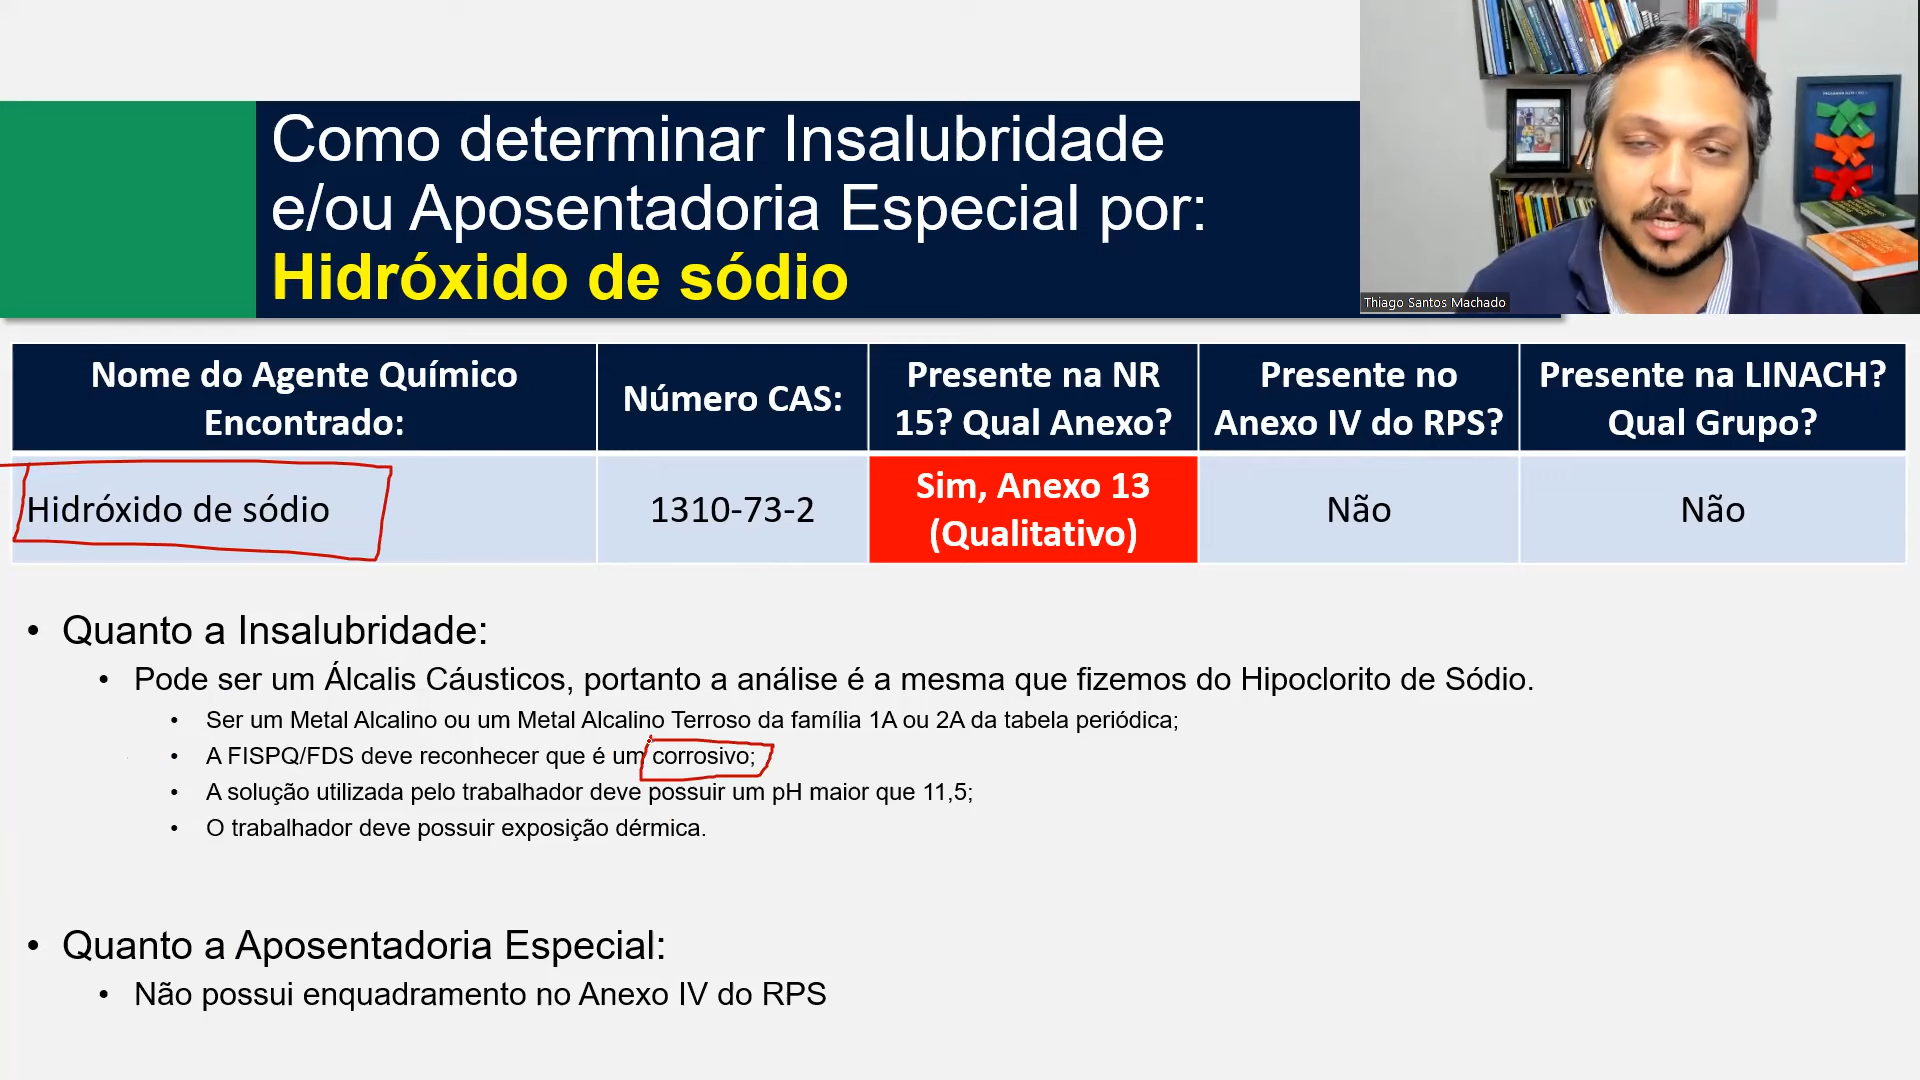 Como determinar Insalubridade
e/ou Aposentadoria Especial por:
Hidróxido de sódio
Thiago Santos Machado
Nome do Agente Químico
Encontrado:
Número CAS:
Presente na NR
15? Qual Anexo?
Presente no
Anexo IV do RPS?
Presente na LINACH?
Qual Grupo?
Hidróxido de sódio
1310-73-2
Sim, Anexo 13
(Qualitativo)
Não
Não
• Quanto a Insalubridade:
• Pode ser um Álcalis Cáusticos, portanto a análise é a mesma que fizemos do Hipoclorito de Sódio.
• Ser um Metal Alcalino ou um Metal Alcalino Terroso da família 1A ou 2A da tabela periódica;
• A FISPQ/FDS deve reconhecer que é um corrosivo;
• A solução utilizada pelo trabalhador deve possuir um pH maior que 11,5;
• O trabalhador deve possuir exposição dérmica.
• Quanto a Aposentadoria Especial:
• Não possui enquadramento no Anexo IV do RPS